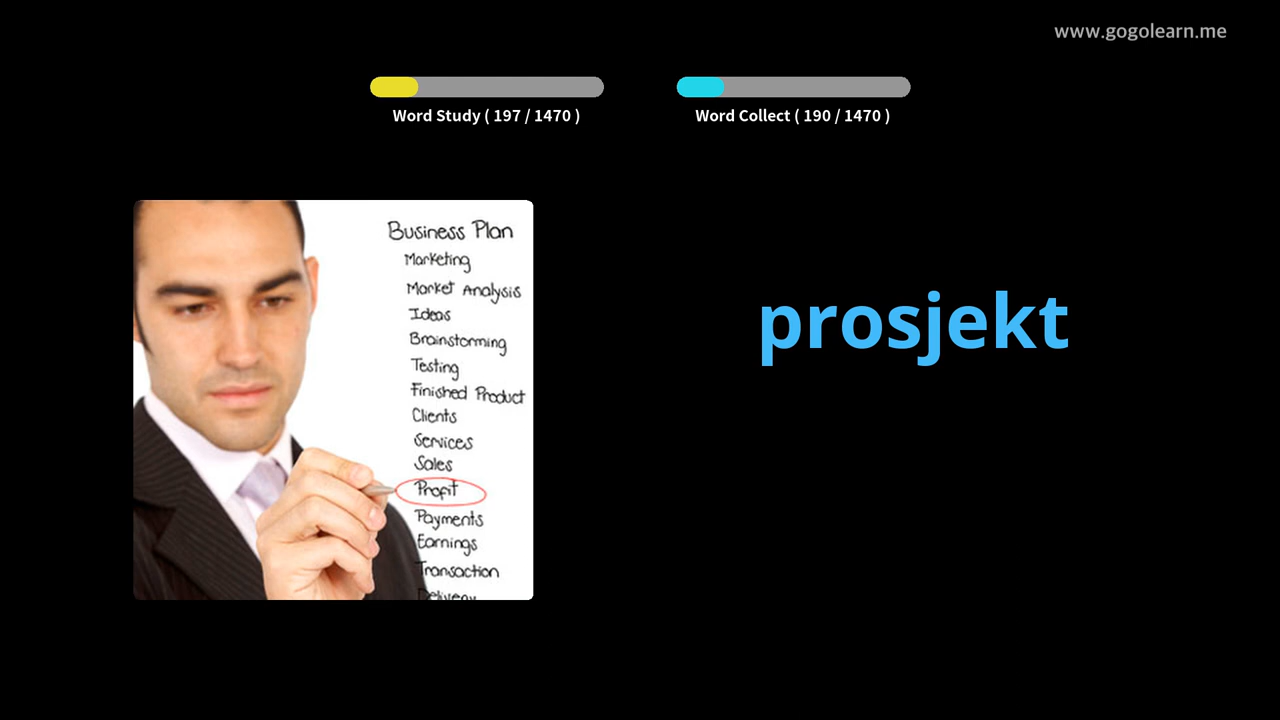 www.gogolearn.me
Word Study ( 197 / 1470 )
Word Collect ( 190 / 1470 )
Business Plan
Marketing
Market Analysis
Ideas
Brainstorming
Testing
Finished Product
Clients
Services
Sales
Profit
Payments
Earnings
Transaction
Delivery
prosjekt